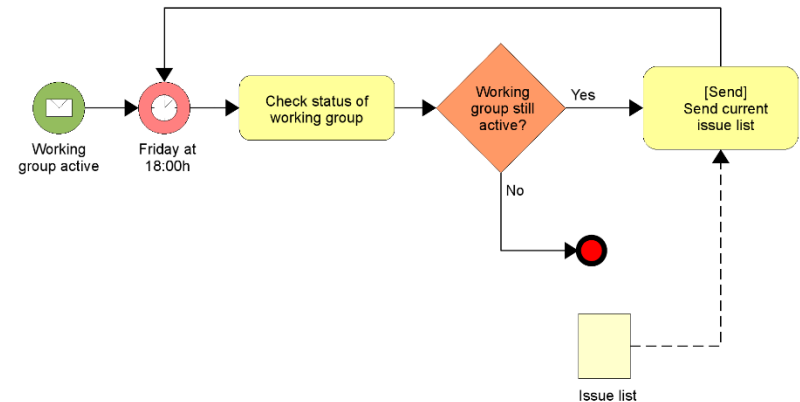 Working
group active
Friday at
18:00h
Check status of
working group
Working
group still
active?
Yes
No
[Send]
Send current
issue list
Issue list